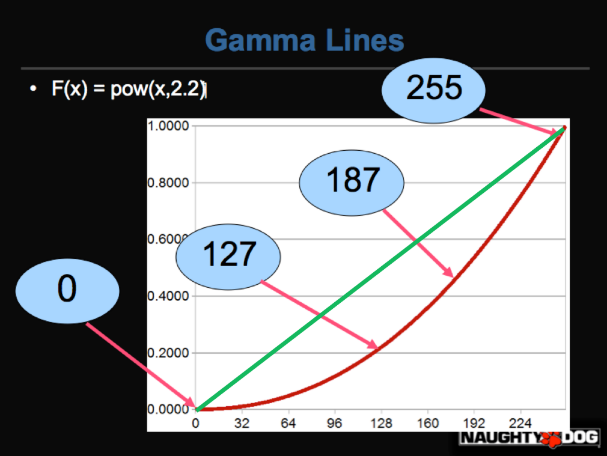 Gamma Lines
• F(x) = pow(x,2.2)
255
187
127
0
1.0000
0.8000
0.6000
0.4000
0.2000
0.0000
0 32 64 96 128 160 192 224
NAUGHTY DOG